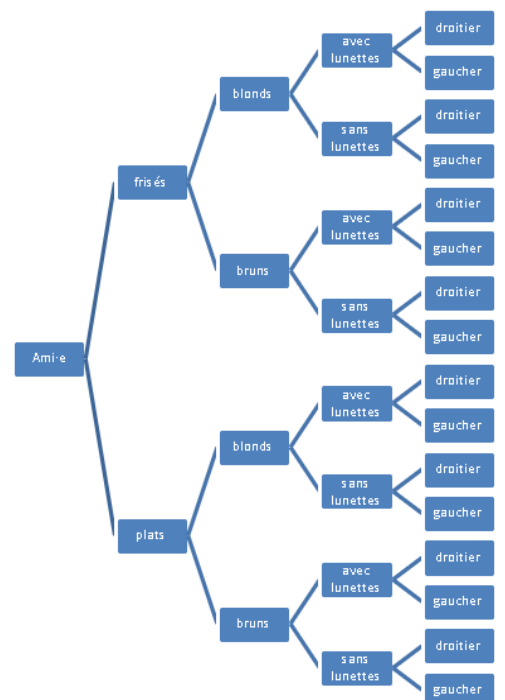 droitier
avec
lunettes
gaucher
blonds
droitier
sans
lunettes
gaucher
frisés
droitier
avec
lunettes
gaucher
bruns
droitier
sans
lunettes
gaucher
Ami·e
droitier
avec
lunettes
gaucher
blonds
droitier
sans
lunettes
gaucher
plats
droitier
avec
lunettes
gaucher
bruns
droitier
sans
lunettes
gaucher